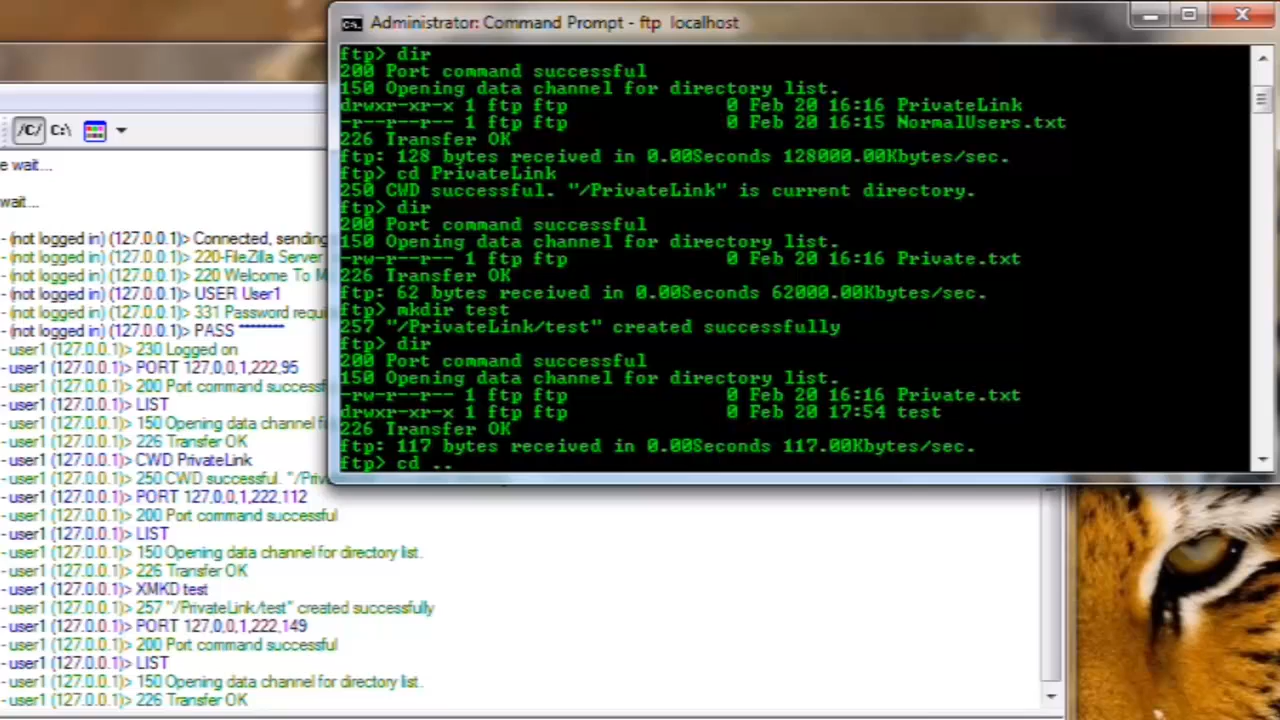 Administrator: Command Prompt - ftp  localhost
ftp> dir
200 Port command successful
150 Opening data channel for directory list.
drwxr-xr-x 1 ftp ftp              0 Feb 20 16:16 PrivateLink
-r--r--r-- 1 ftp ftp              0 Feb 20 16:15 NormalUsers.txt
226 Transfer OK
ftp: 128 bytes received in 0.00Seconds 128000.00Kbytes/sec.
ftp> cd PrivateLink
250 CWD successful. "/PrivateLink" is current directory.
ftp> dir
200 Port command successful
150 Opening data channel for directory list.
-rw-r--r-- 1 ftp ftp              0 Feb 20 16:16 Private.txt
226 Transfer OK
ftp: 62 bytes received in 0.00Seconds 62000.00Kbytes/sec.
ftp> mkdir test
257 "/PrivateLink/test" created successfully
ftp> dir
200 Port command successful
150 Opening data channel for directory list.
-rw-r--r-- 1 ftp ftp              0 Feb 20 16:16 Private.txt
drwxr-xr-x 1 ftp ftp              0 Feb 20 17:54 test
226 Transfer OK
ftp: 117 bytes received in 0.00Seconds 117.00Kbytes/sec.
ftp> cd ..
/C/ C:\
e wait...
wait...
- (not logged in) (127.0.0.1)> Connected, sending
- (not logged in) (127.0.0.1)> 220-FileZilla Server
- (not logged in) (127.0.0.1)> 220 Welcome To M
- (not logged in) (127.0.0.1)> USER User1
- (not logged in) (127.0.0.1)> 331 Password requi
- (not logged in) (127.0.0.1)> PASS ********
- user1 (127.0.0.1)> 230 Logged on
- user1 (127.0.0.1)> PORT 127,0,0,1,222,95
- user1 (127.0.0.1)> 200 Port command successf
- user1 (127.0.0.1)> LIST
- user1 (127.0.0.1)> 150 Opening data channel fo
- user1 (127.0.0.1)> 226 Transfer OK
- user1 (127.0.0.1)> CWD PrivateLink
- user1 (127.0.0.1)> 250 CWD successful. "/Priv
- user1 (127.0.0.1)> PORT 127,0,0,1,222,112
- user1 (127.0.0.1)> 200 Port command successful
- user1 (127.0.0.1)> LIST
- user1 (127.0.0.1)> 150 Opening data channel for directory list.
- user1 (127.0.0.1)> 226 Transfer OK
- user1 (127.0.0.1)> XMKD test
- user1 (127.0.0.1)> 257 "/PrivateLink/test" created successfully
- user1 (127.0.0.1)> PORT 127,0,0,1,222,149
- user1 (127.0.0.1)> 200 Port command successful
- user1 (127.0.0.1)> LIST
- user1 (127.0.0.1)> 150 Opening data channel for directory list.
- user1 (127.0.0.1)> 226 Transfer OK